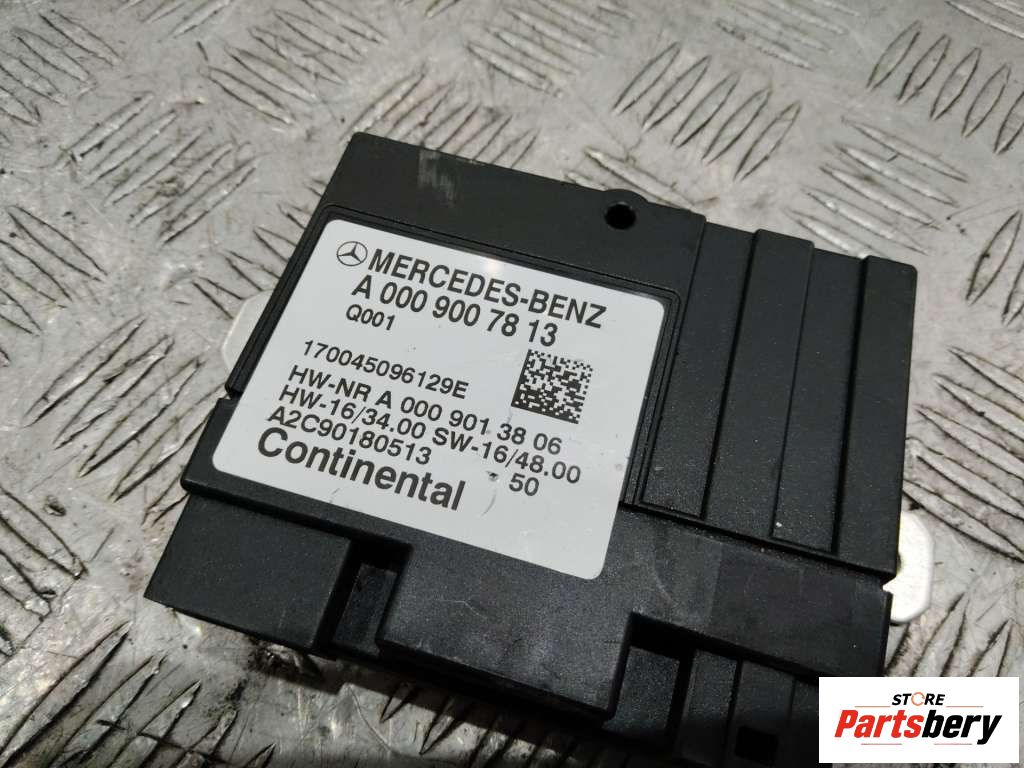 MERCEDES-BENZ
A 000 900 78 13
Q001
170045096129E
HW-NR A 000 901 38 06
HW-16/34.00 SW-16/48.00
A2C90180513 50
Continental
STORE
Partsbery